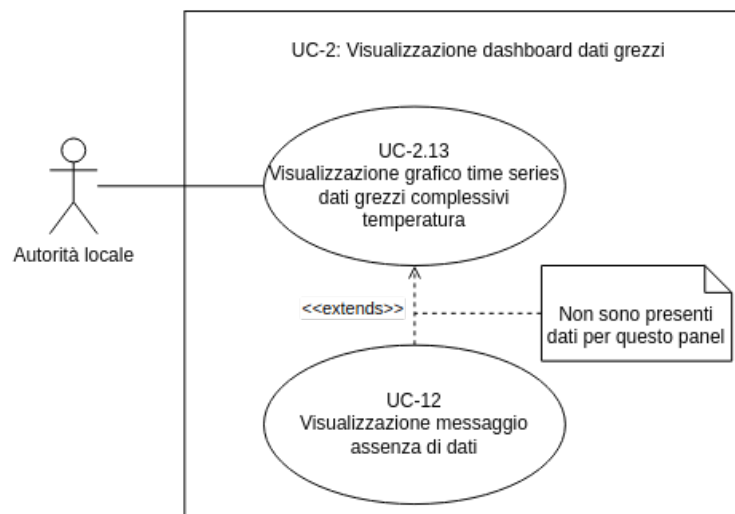 UC-2: Visualizzazione dashboard dati grezzi
UC-2.13
Visualizzazione grafico time series
dati grezzi complessivi
temperatura
Autorità locale
<<extends>>
Non sono presenti
dati per questo panel
UC-12
Visualizzazione messaggio
assenza di dati